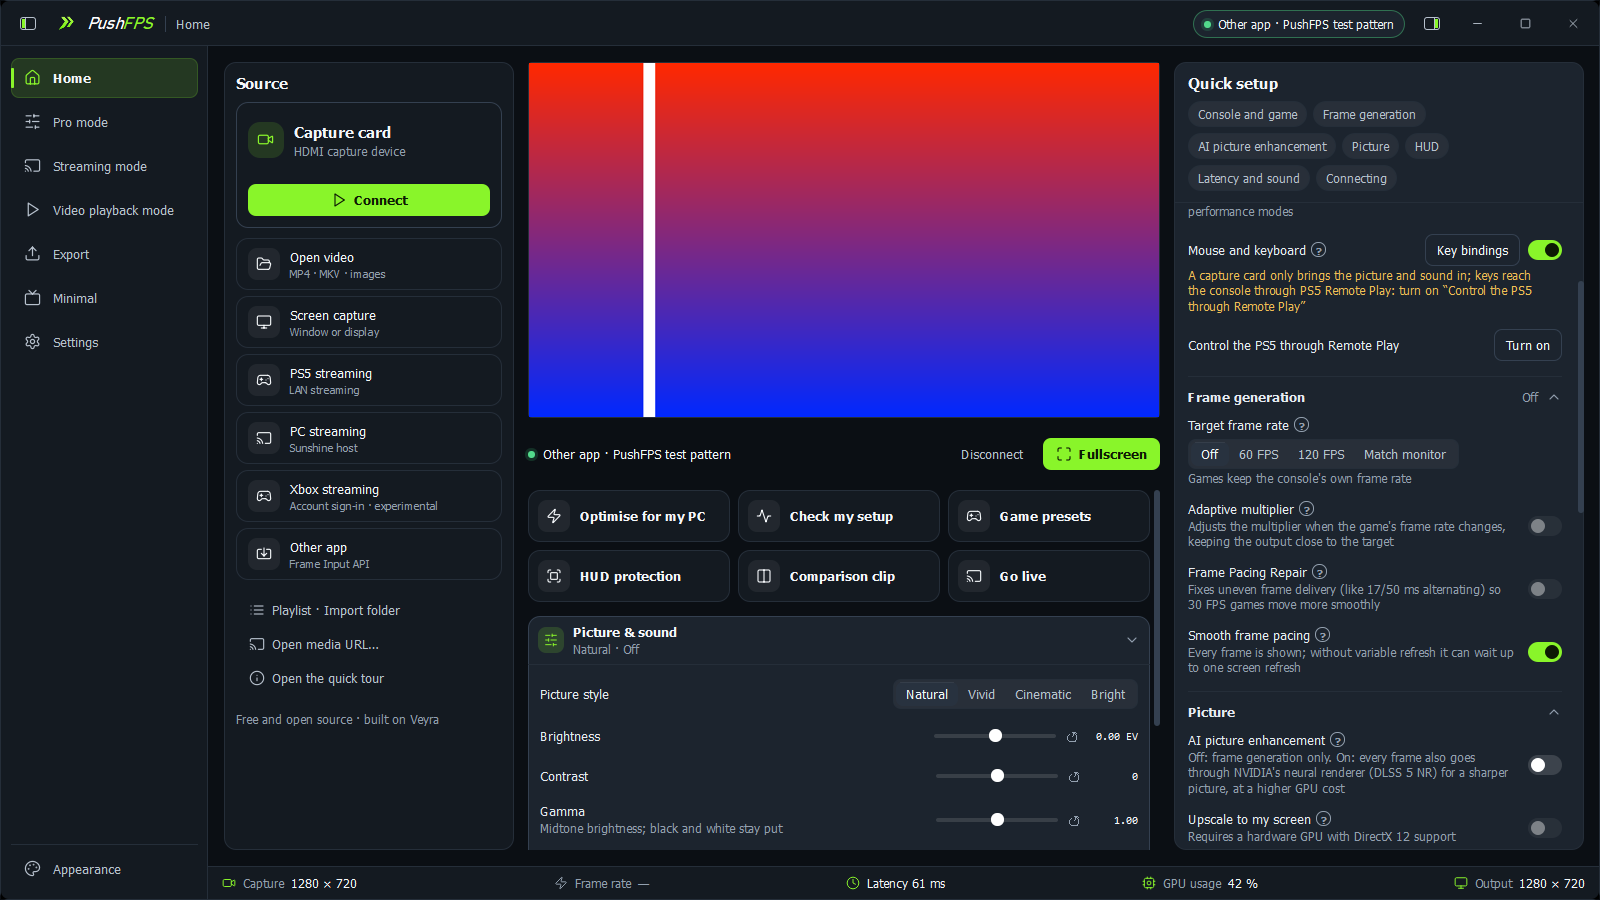 PushFPS
Home
Other app · PushFPS test pattern
Home
Pro mode
Streaming mode
Video playback mode
Export
Minimal
Settings
Appearance
Source
Capture card
HDMI capture device
Connect
Open video
MP4 · MKV · images
Screen capture
Window or display
PS5 streaming
LAN streaming
PC streaming
Sunshine host
Xbox streaming
Account sign-in · experimental
Other app
Frame Input API
Playlist · Import folder
Open media URL...
Open the quick tour
Free and open source · built on Veyra
Other app · PushFPS test pattern
Disconnect
Fullscreen
Optimise for my PC
Check my setup
Game presets
HUD protection
Comparison clip
Go live
Picture & sound
Natural · Off
Picture style
Natural Vivid Cinematic Bright
Brightness
0.00 EV
Contrast
0
Gamma
Midtone brightness; black and white stay put
1.00
Quick setup
Console and game
Frame generation
AI picture enhancement
Picture
HUD
Latency and sound
Connecting
performance modes
Mouse and keyboard ?
Key bindings
A capture card only brings the picture and sound in; keys reach
the console through PS5 Remote Play: turn on “Control the PS5
through Remote Play”
Control the PS5 through Remote Play
Turn on
Frame generation
Off
Target frame rate ?
Off 60 FPS 120 FPS Match monitor
Games keep the console's own frame rate
Adaptive multiplier ?
Adjusts the multiplier when the game's frame rate changes,
keeping the output close to the target
Frame Pacing Repair ?
Fixes uneven frame delivery (like 17/50 ms alternating) so
30 FPS games move more smoothly
Smooth frame pacing ?
Every frame is shown; without variable refresh it can wait up
to one screen refresh
Picture
AI picture enhancement ?
Off: frame generation only. On: every frame also goes
through NVIDIA's neural renderer (DLSS 5 NR) for a sharper
picture, at a higher GPU cost
Upscale to my screen ?
Requires a hardware GPU with DirectX 12 support
Capture 1280 × 720
Frame rate —
Latency 61 ms
GPU usage 42 %
Output 1280 × 720